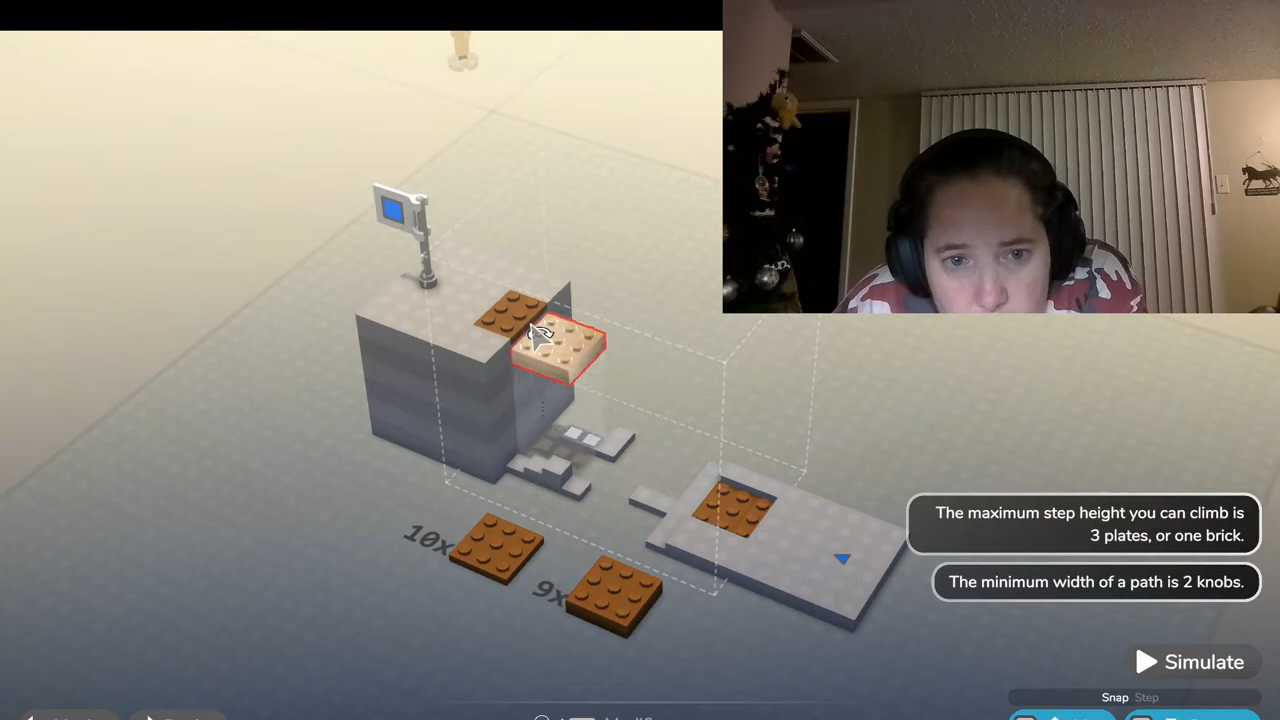 10x
9x
The maximum step height you can climb is
3 plates, or one brick.
The minimum width of a path is 2 knobs.
Simulate
Snap Step